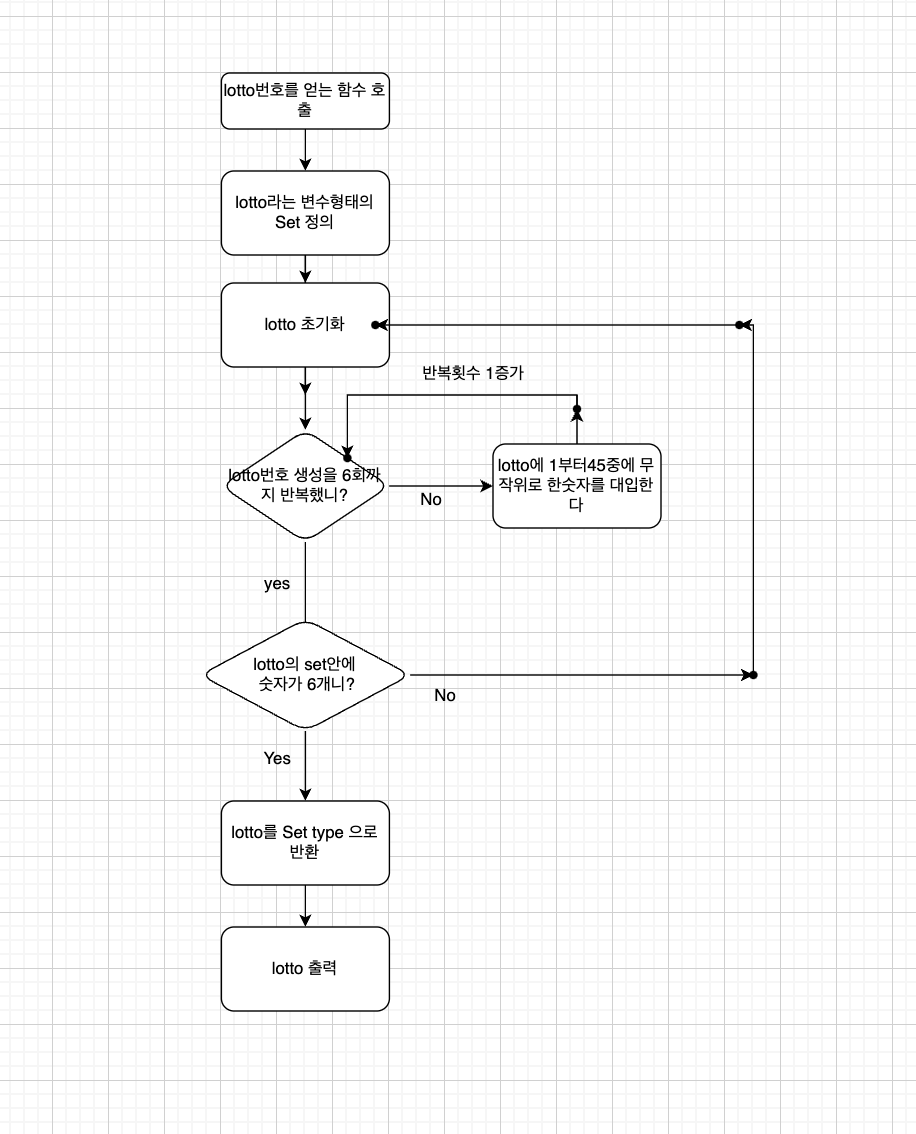 lotto번호를 얻는 함수 호
출
lotto라는 변수형태의
Set 정의
lotto 초기화
반복횟수 1증가
lotto번호 생성을 6회까
지 반복했니?
No
lotto에 1부터45중에 무
작위로 한숫자를 대입한
다
yes
lotto의 set안에
숫자가 6개니?
No
Yes
lotto를 Set type 으로
반환
lotto 출력